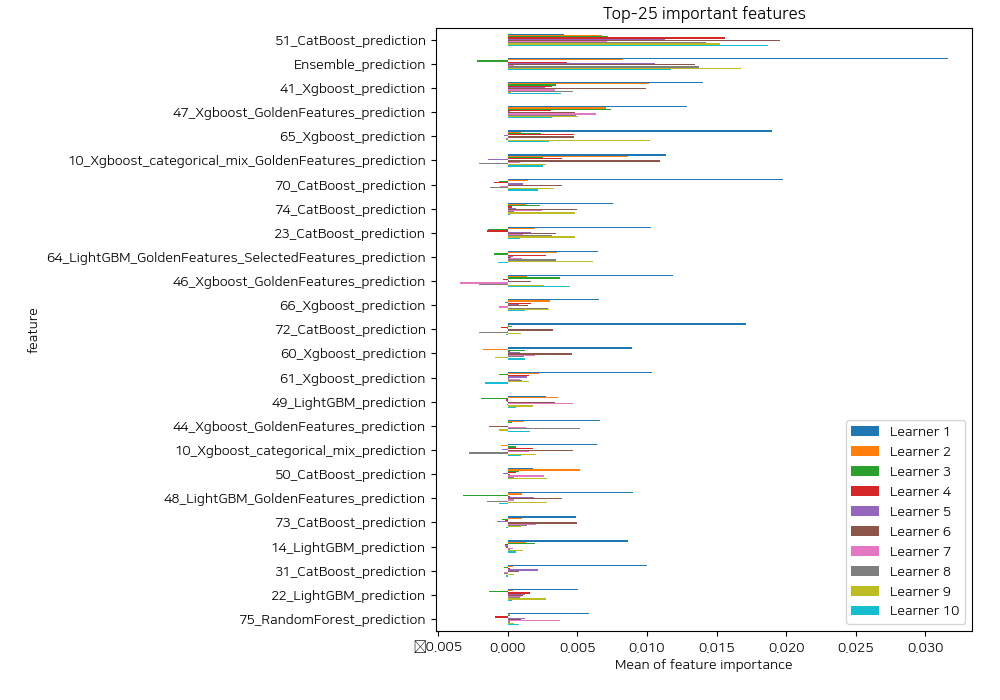 Top-25 important features
51_CatBoost_prediction
Ensemble_prediction
41_Xgboost_prediction
47_Xgboost_GoldenFeatures_prediction
65_Xgboost_prediction
10_Xgboost_categorical_mix_GoldenFeatures_prediction
70_CatBoost_prediction
74_CatBoost_prediction
23_CatBoost_prediction
64_LightGBM_GoldenFeatures_SelectedFeatures_prediction
46_Xgboost_GoldenFeatures_prediction
66_Xgboost_prediction
72_CatBoost_prediction
60_Xgboost_prediction
61_Xgboost_prediction
49_LightGBM_prediction
44_Xgboost_GoldenFeatures_prediction
10_Xgboost_categorical_mix_prediction
50_CatBoost_prediction
48_LightGBM_GoldenFeatures_prediction
73_CatBoost_prediction
14_LightGBM_prediction
31_CatBoost_prediction
22_LightGBM_prediction
75_RandomForest_prediction
feature
Learner 1
Learner 2
Learner 3
Learner 4
Learner 5
Learner 6
Learner 7
Learner 8
Learner 9
Learner 10
0.005 0.000 0.005 0.010 0.015 0.020 0.025 0.030
Mean of feature importance